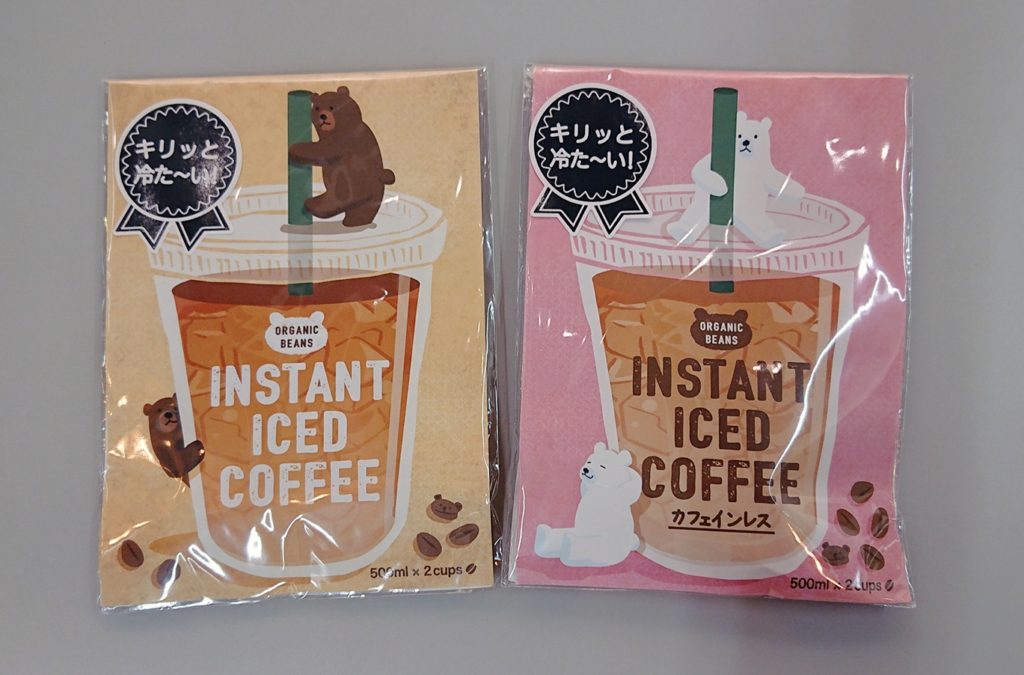 キリッと
冷た〜い!
ORGANIC
BEANS
INSTANT
ICED
COFFEE
500ml × 2cups
キリッと
冷た〜い!
ORGANIC
BEANS
INSTANT
ICED
COFFEE
カフェインレス
500ml × 2cups